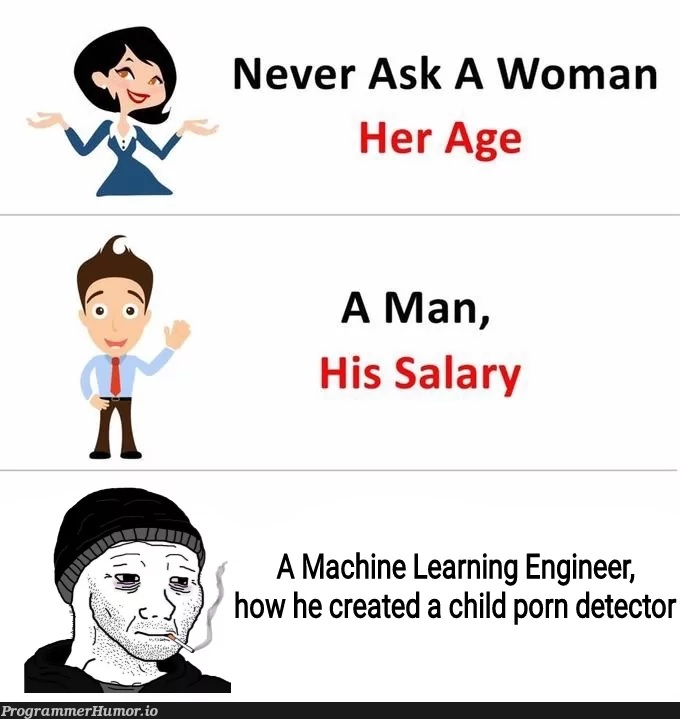 Never Ask A Woman
Her Age
A Man,
His Salary
A Machine Learning Engineer,
how he created a child porn detector
ProgrammerHumor.io